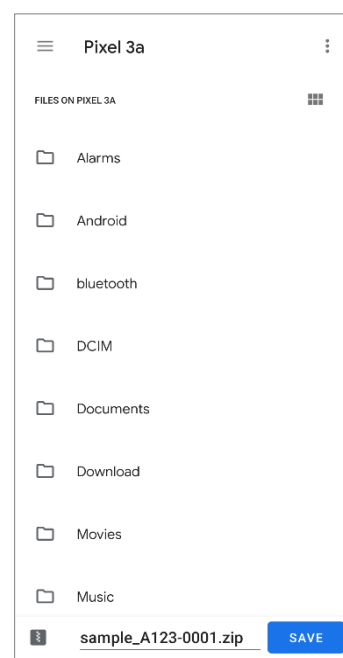 Pixel 3a
FILES ON PIXEL 3A
Alarms
Android
bluetooth
DCIM
Documents
Download
Movies
Music
sample_A123-0001.zip SAVE